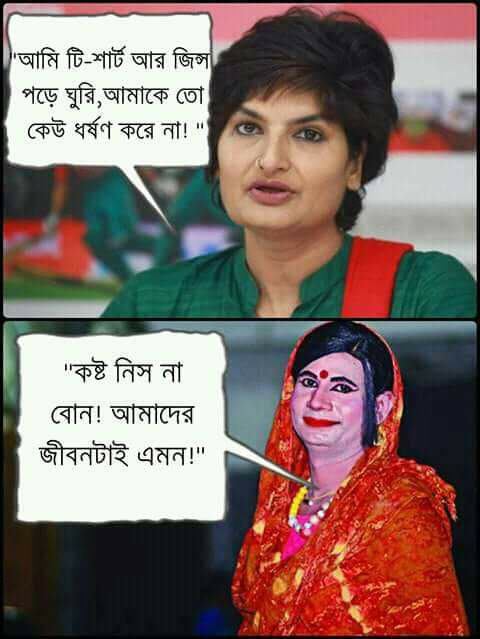 "আমি টি-শার্ট আর জিন্স
পড়ে ঘুরি,আমাকে তো
কেউ ধর্ষণ করে না! "
"কষ্ট নিস না
বোন! আমাদের
জীবনটাই এমন!"